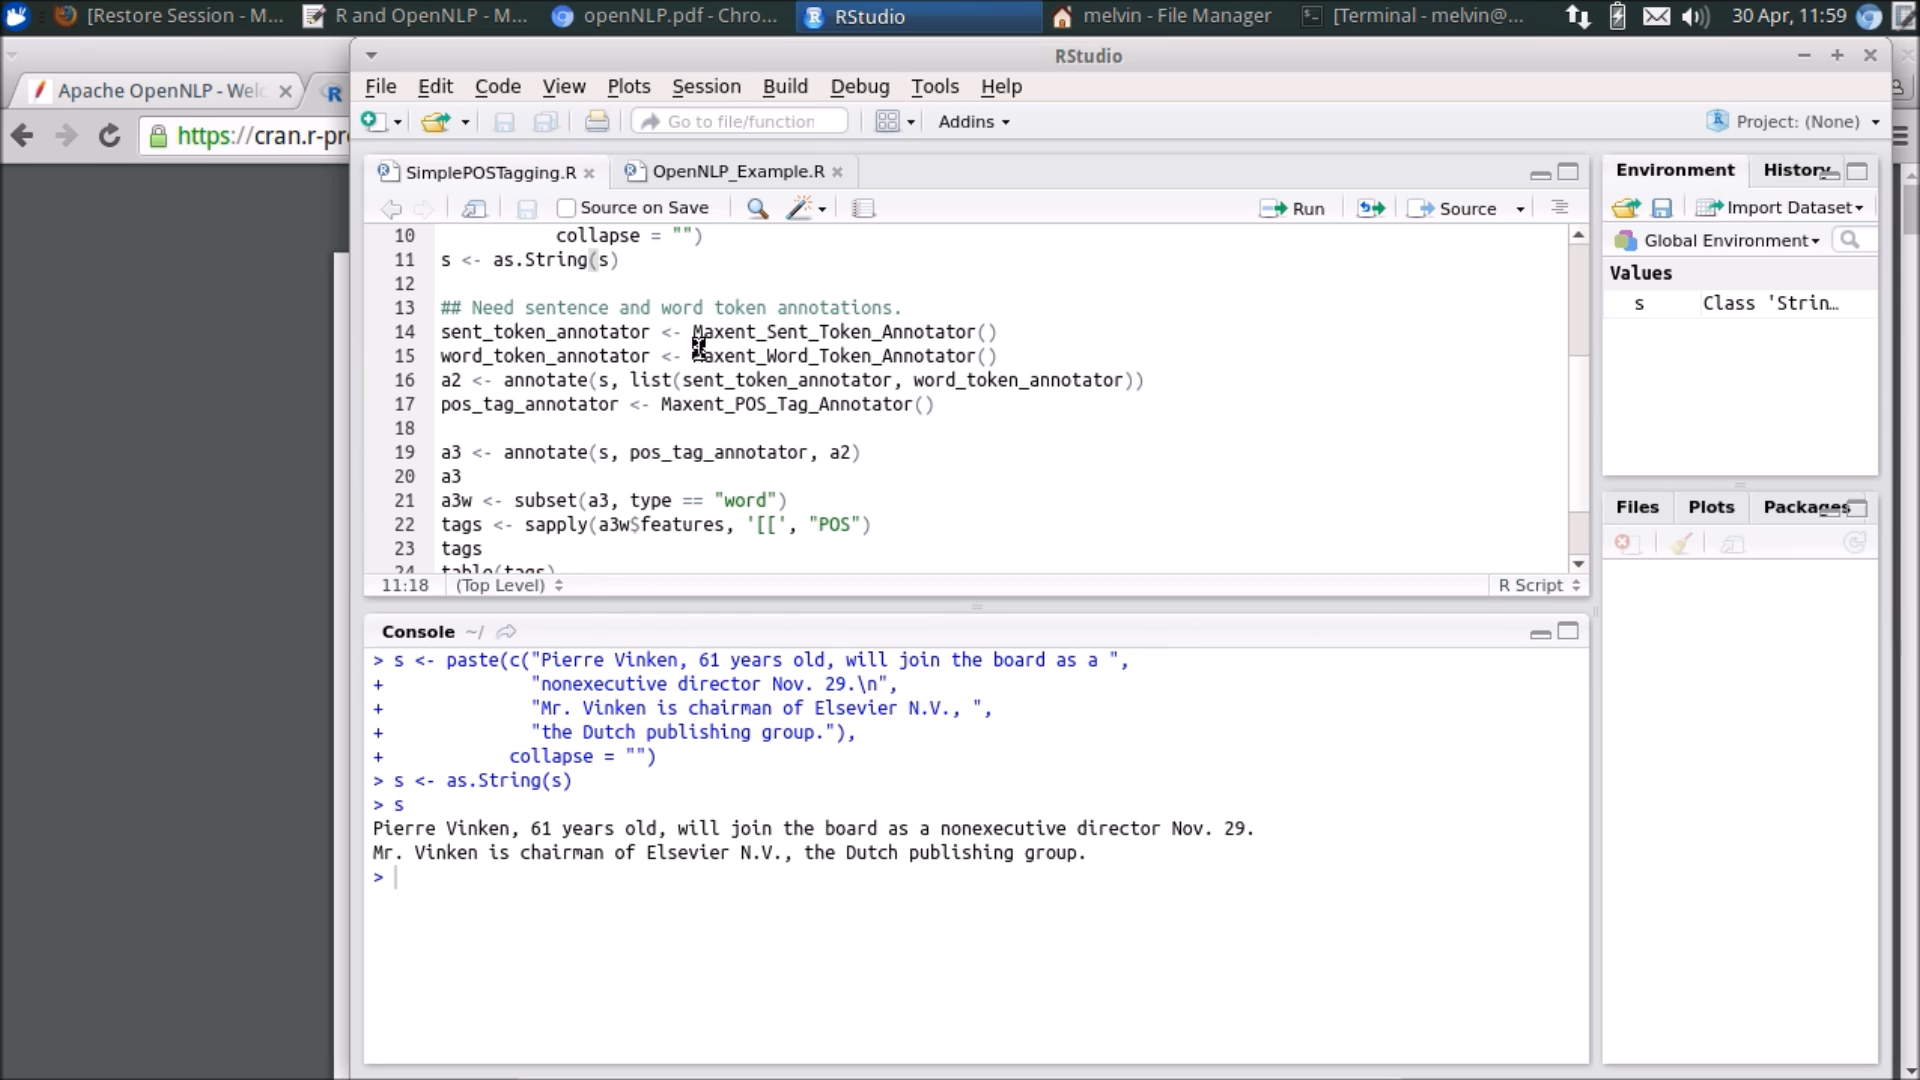 [Restore Session - M...
R and OpenNLP - M...
openNLP.pdf - Chro...
RStudio
melvin - File Manager
[Terminal - melvin@...
30 Apr, 11:59
RStudio
Apache OpenNLP - Welc
https://cran.r-pr
File Edit Code View Plots Session Build Debug Tools Help
Go to file/function
Addins
Project: (None)
SimplePOSTagging.R
OpenNLP_Example.R
Source on Save
Run
Source
10 collapse = "")
11 s <- as.String(s)
12
13 ## Need sentence and word token annotations.
14 sent_token_annotator <- Maxent_Sent_Token_Annotator()
15 word_token_annotator <- Maxent_Word_Token_Annotator()
16 a2 <- annotate(s, list(sent_token_annotator, word_token_annotator))
17 pos_tag_annotator <- Maxent_POS_Tag_Annotator()
18
19 a3 <- annotate(s, pos_tag_annotator, a2)
20 a3
21 a3w <- subset(a3, type == "word")
22 tags <- sapply(a3w$features, '[[', "POS")
23 tags
24 table(tags)
11:18
(Top Level)
R Script
Console ~/
> s <- paste(c("Pierre Vinken, 61 years old, will join the board as a ",
+ "nonexecutive director Nov. 29.\n",
+ "Mr. Vinken is chairman of Elsevier N.V., ",
+ "the Dutch publishing group."),
+ collapse = "")
> s <- as.String(s)
> s
Pierre Vinken, 61 years old, will join the board as a nonexecutive director Nov. 29.
Mr. Vinken is chairman of Elsevier N.V., the Dutch publishing group.
>
Environment History
Import Dataset
Global Environment
Values
s Class 'Strin...
Files Plots Packages